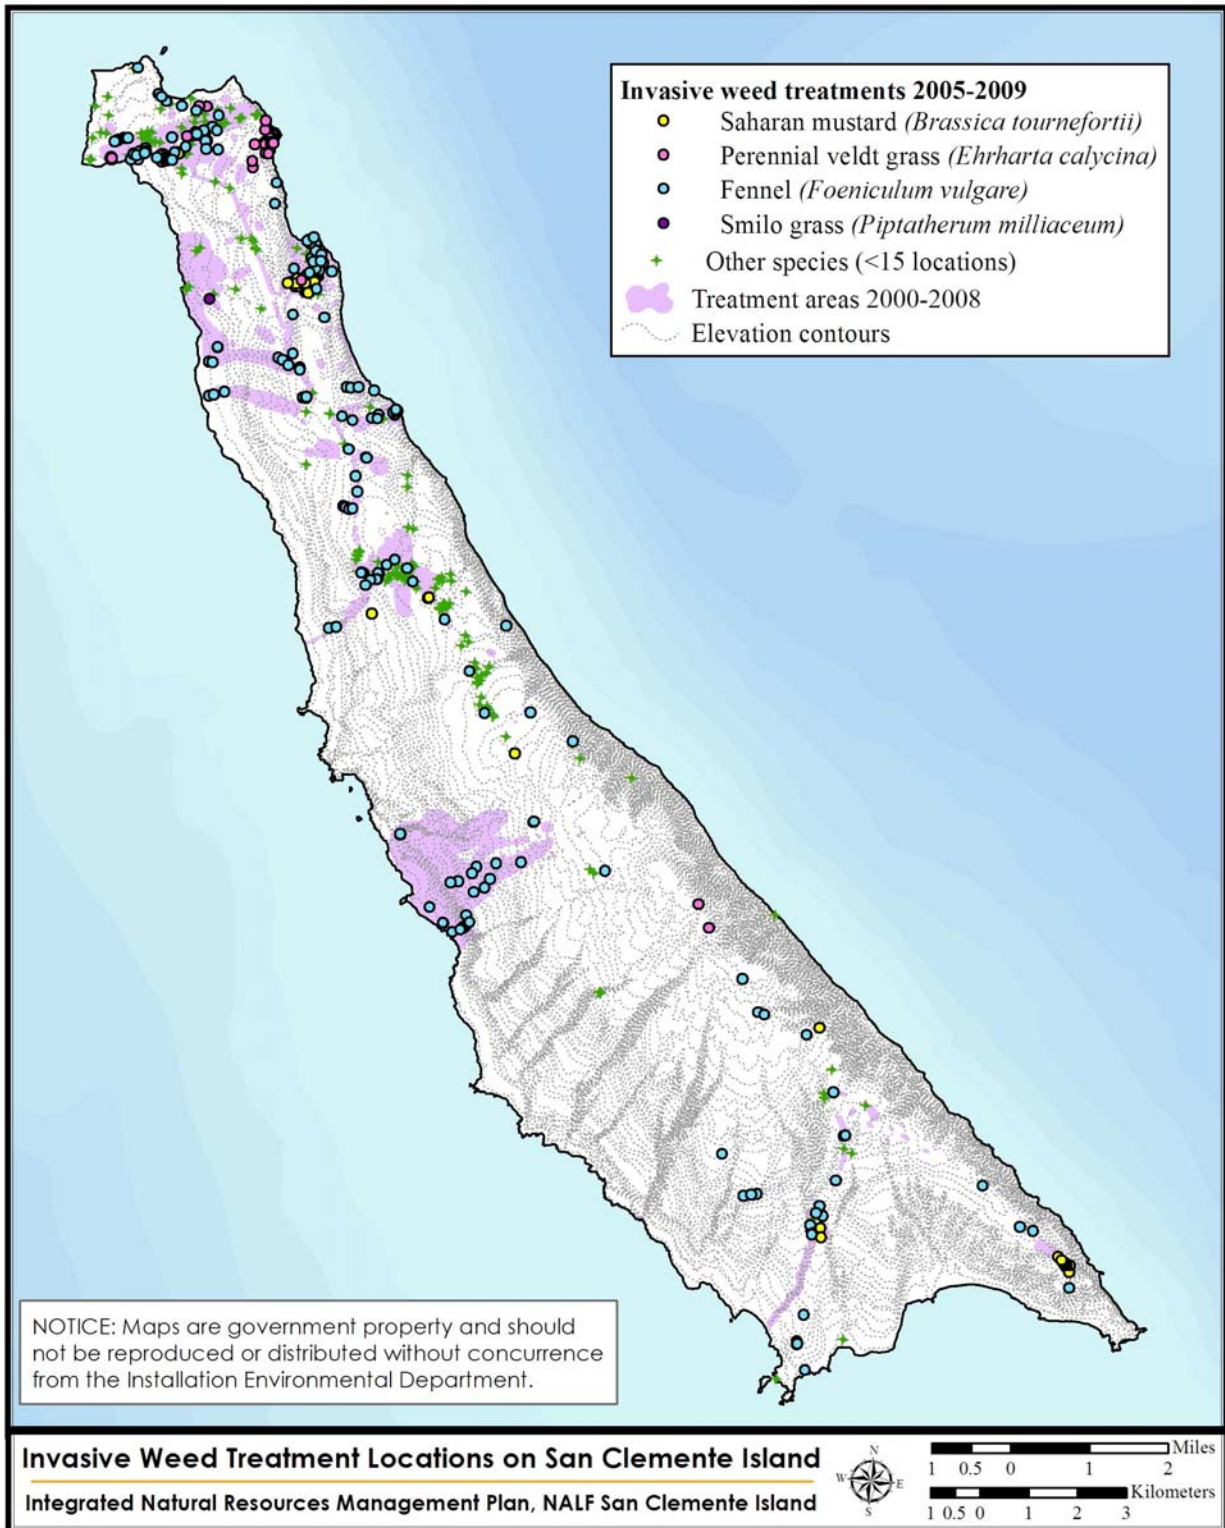 Invasive weed treatments 2005-2009
Saharan mustard (Brassica tournefortii)
Perennial veldt grass (Ehrharta calycina)
Fennel (Foeniculum vulgare)
Smilo grass (Piptatherum milliaceum)
Other species (<15 locations)
Treatment areas 2000-2008
Elevation contours
NOTICE: Maps are government property and should
not be reproduced or distributed without concurrence
from the Installation Environmental Department.
Invasive Weed Treatment Locations on San Clemente Island
Integrated Natural Resources Management Plan, NALF San Clemente Island
N
W E
S
Miles
1 0.5 0 1 2
Kilometers
1 0.5 0 1 2 3